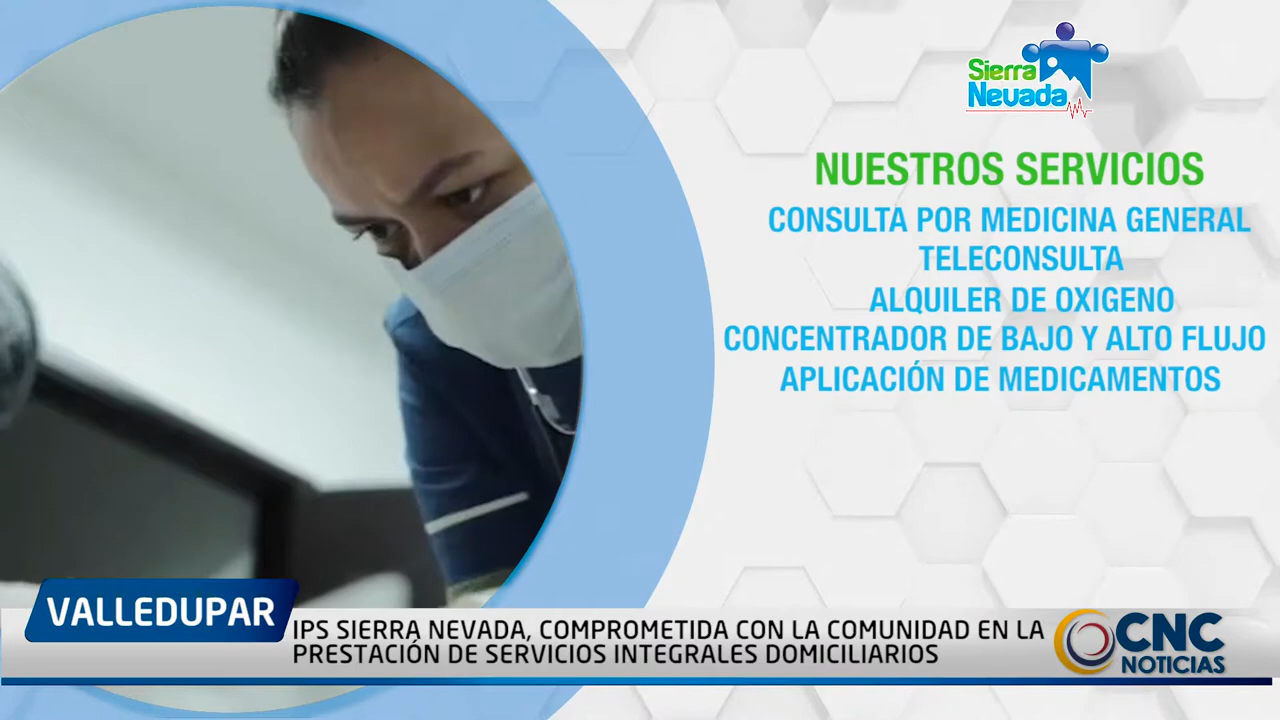 Sierra
Nevada
NUESTROS SERVICIOS
CONSULTA POR MEDICINA GENERAL
TELECONSULTA
ALQUILER DE OXIGENO
CONCENTRADOR DE BAJO Y ALTO FLUJO
APLICACIÓN DE MEDICAMENTOS
VALLEDUPAR
IPS SIERRA NEVADA, COMPROMETIDA CON LA COMUNIDAD EN LA
PRESTACIÓN DE SERVICIOS INTEGRALES DOMICILIARIOS
CNC
NOTICIAS